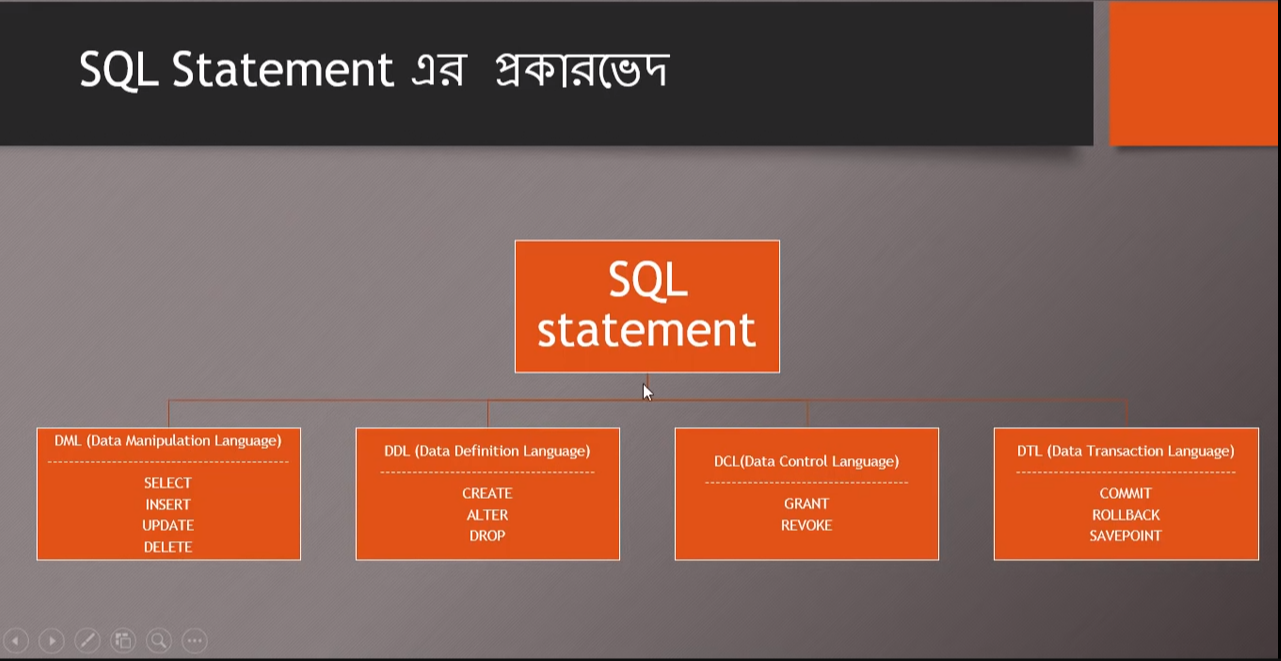 SQL Statement এর প্রকারভেদ
SQL
statement
DML (Data Manipulation Language)
SELECT
INSERT
UPDATE
DELETE
DDL (Data Definition Language)
CREATE
ALTER
DROP
DCL(Data Control Language)
GRANT
REVOKE
DTL (Data Transaction Language)
COMMIT
ROLLBACK
SAVEPOINT